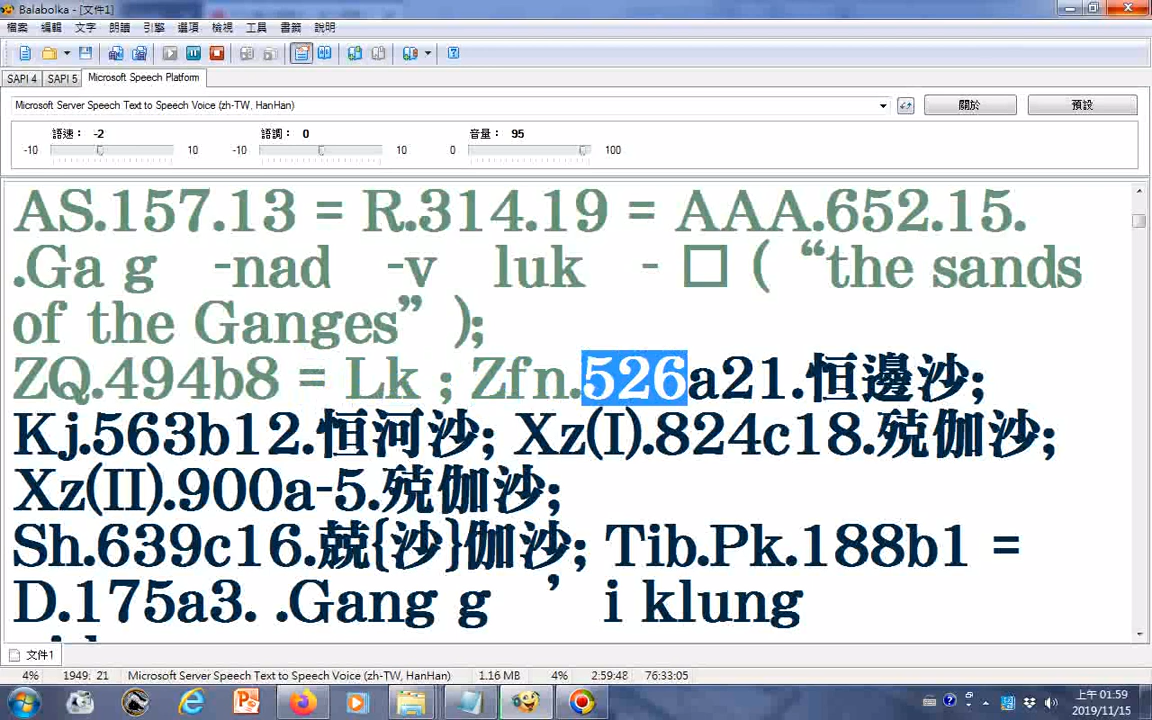 Balabolka - [文件1]
檔案 編輯 文字 朗讀 引擎 選項 檢視 工具 書籤 說明
SAPI 4 SAPI 5 Microsoft Speech Platform
Microsoft Server Speech Text to Speech Voice (zh-TW, HanHan) 關於 預設
語速： -2 語調： 0 音量： 95
-10 10 -10 10 0 100
AS.157.13 = R.314.19 = AAA.652.15.
.Ga g -nad -v luk - □ ( “the sands
of the Ganges” );
ZQ.494b8 = Lk ; Zfn.526a21.恒邊沙;
Kj.563b12.恒河沙; Xz(I).824c18.殑伽沙;
Xz(II).900a-5.殑伽沙;
Sh.639c16.兢{沙}伽沙; Tib.Pk.188b1 =
D.175a3. .Gang g ’ i klung
文件1
4% 1949: 21 Microsoft Server Speech Text to Speech Voice (zh-TW, HanHan) 1.16 MB 4% 2:59:48 76:33:05
上午 01:59
2019/11/15